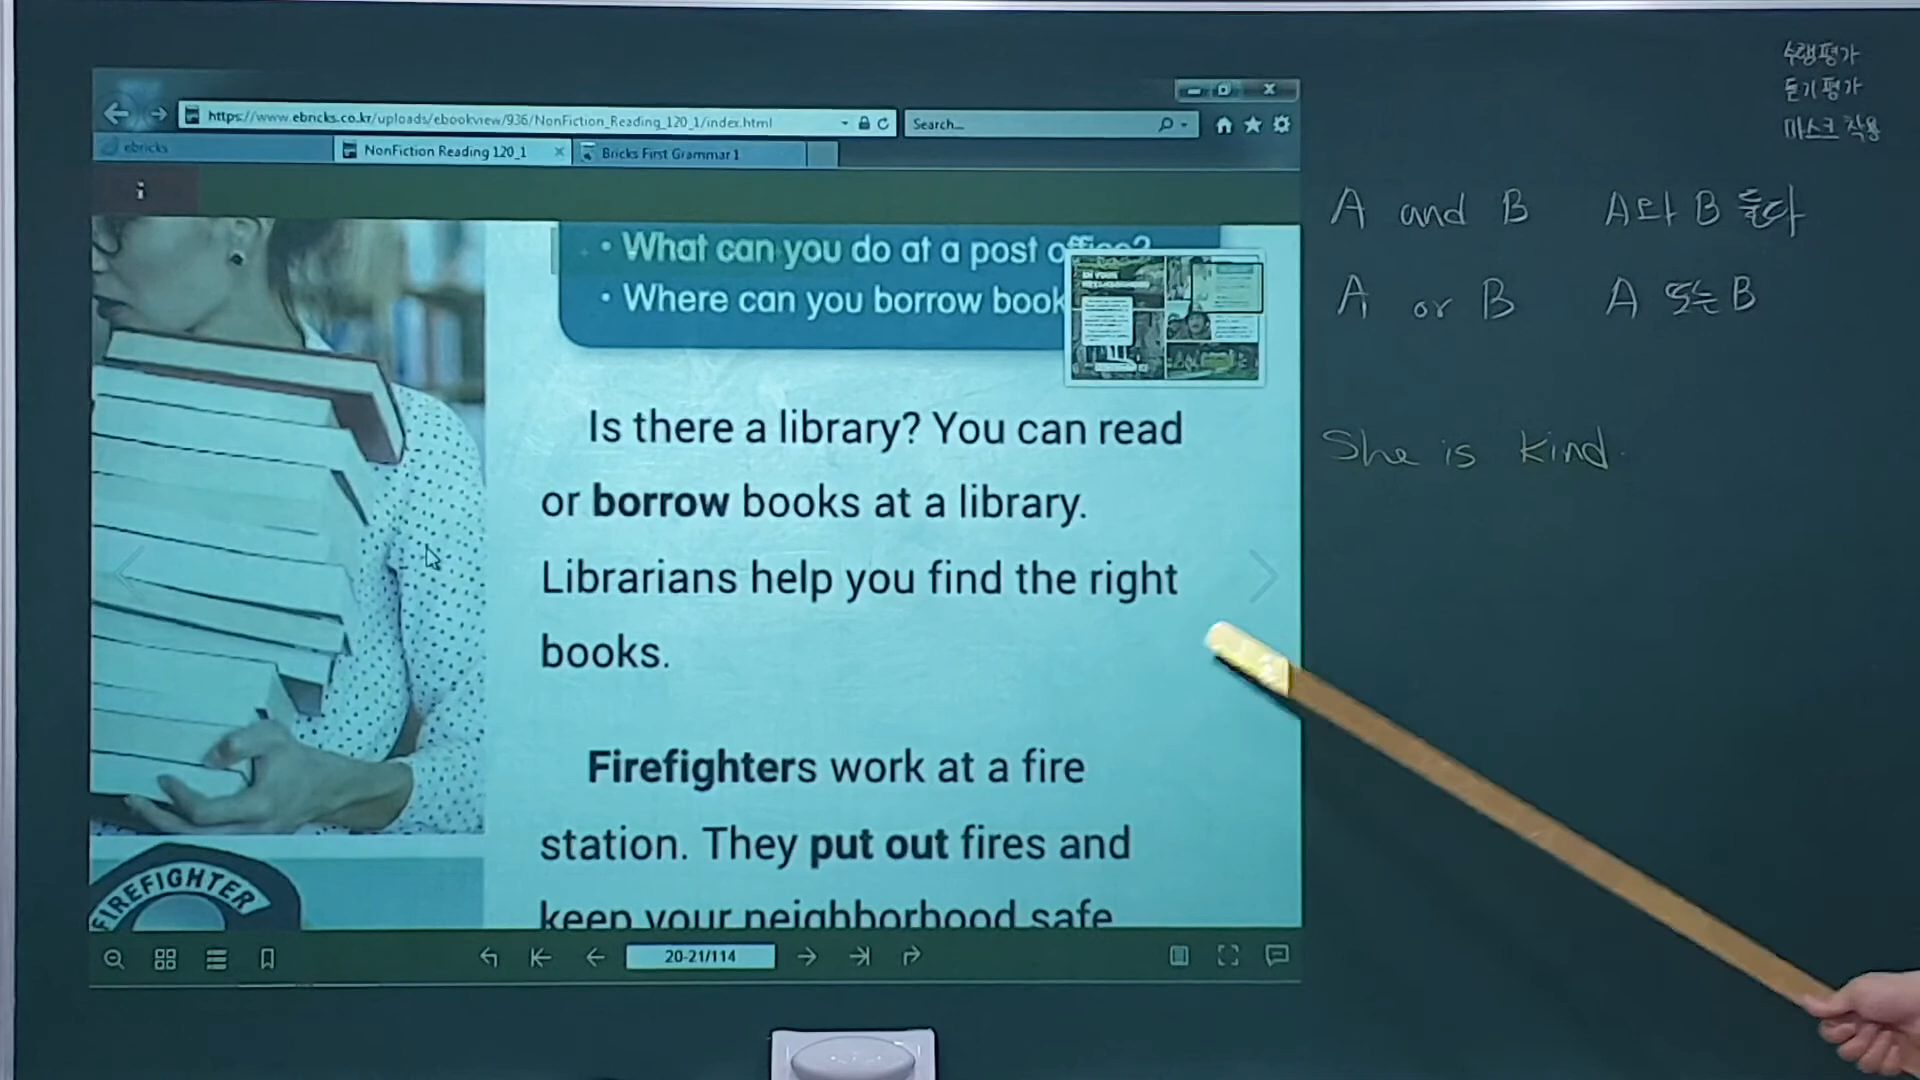 https://www.ebricks.co.kr/uploads/ebookview/936/NonFiction_Reading_120_1/index.html
Search...
ebricks
NonFiction Reading 120_1
Bricks First Grammar 1
i
• What can you do at a post office?
• Where can you borrow book
Is there a library? You can read
or borrow books at a library.
Librarians help you find the right
books.
Firefighters work at a fire
station. They put out fires and
keep your neighborhood safe
FIREFIGHTER
20-21/114
수행평가
듣기평가
마스크 착용
A and B A와 B 둘다
A or B A 또는 B
She is kind.